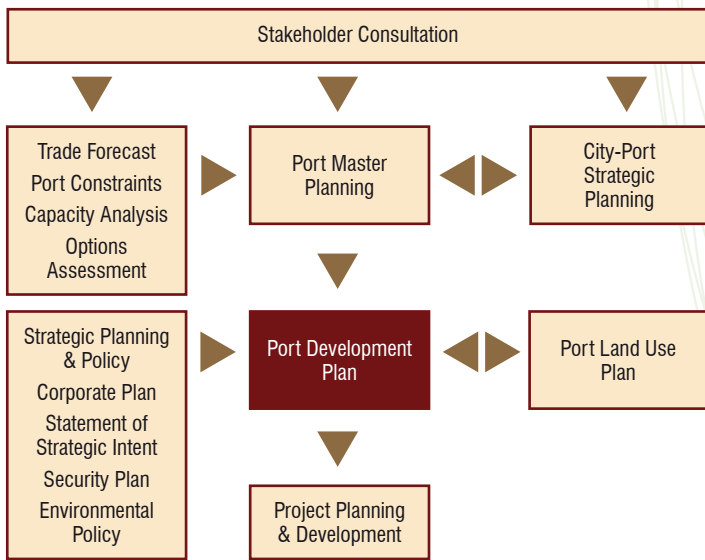 Stakeholder Consultation
Trade Forecast
Port Constraints
Capacity Analysis
Options
Assessment
Port Master
Planning
City-Port
Strategic
Planning
Strategic Planning
& Policy
Corporate Plan
Statement of
Strategic Intent
Security Plan
Environmental
Policy
Port Development
Plan
Port Land Use
Plan
Project Planning
& Development